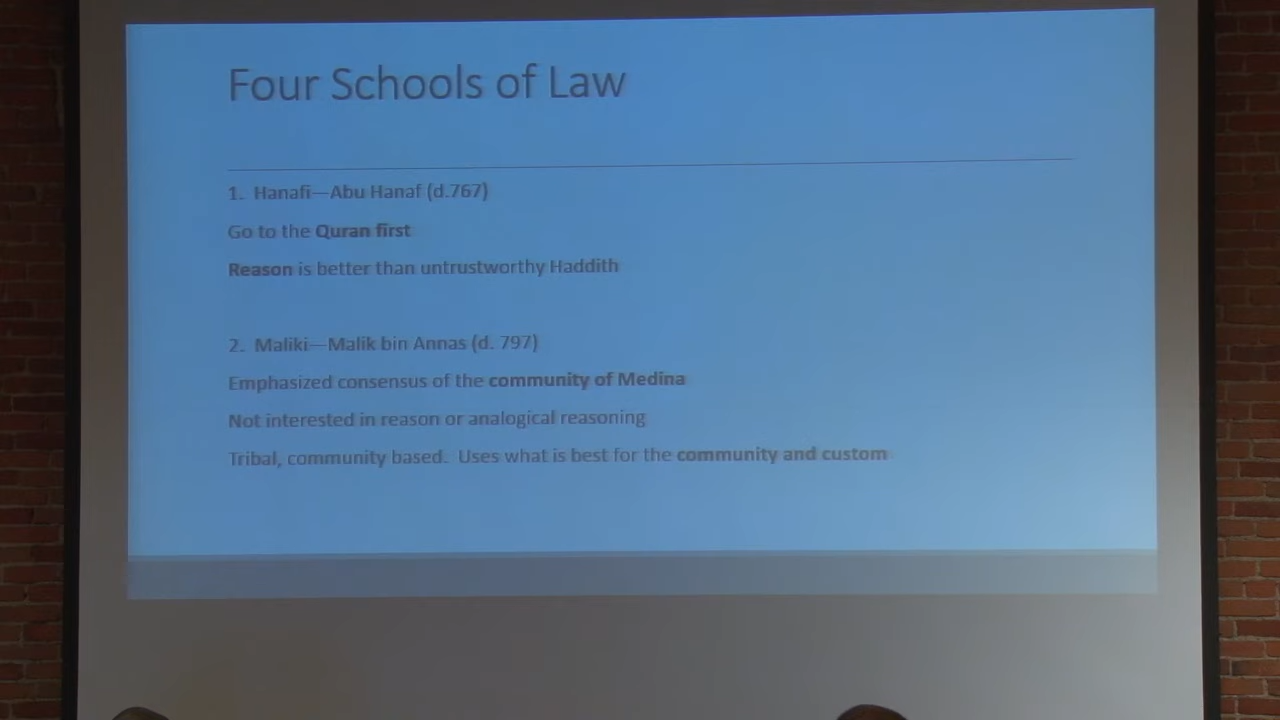 Four Schools of Law
1. Hanafi—Abu Hanaf (d.767)
Go to the Quran first
Reason is better than untrustworthy Haddith
2. Maliki—Malik bin Annas (d. 797)
Emphasized consensus of the community of Medina
Not interested in reason or analogical reasoning
Tribal, community based. Uses what is best for the community and custom